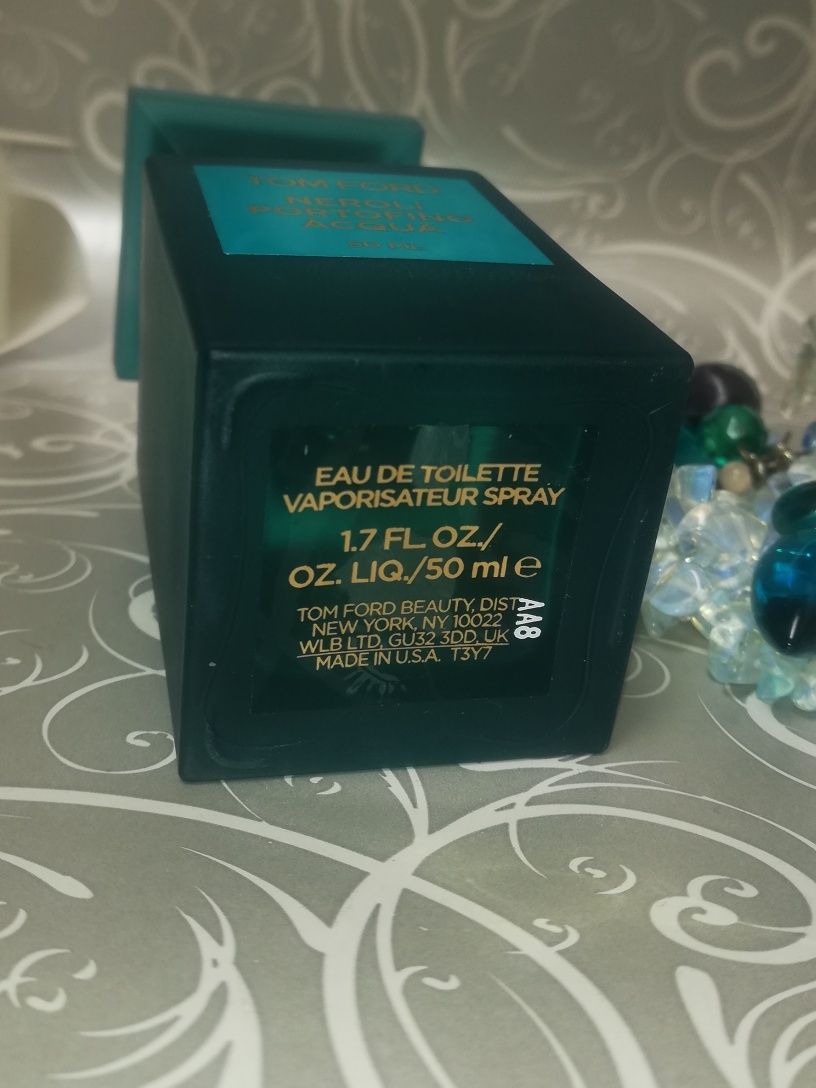 TOM FORD
NEROLI
PORTOFINO
ACQUA
50 ML
EAU DE TOILETTE
VAPORISATEUR SPRAY
1.7 FL. OZ./
OZ. LIQ./50 ml ℮
TOM FORD BEAUTY, DIST.
NEW YORK, NY 10022
WLB LTD, GU32 3DD, UK
MADE IN U.S.A. T3Y7
AA8